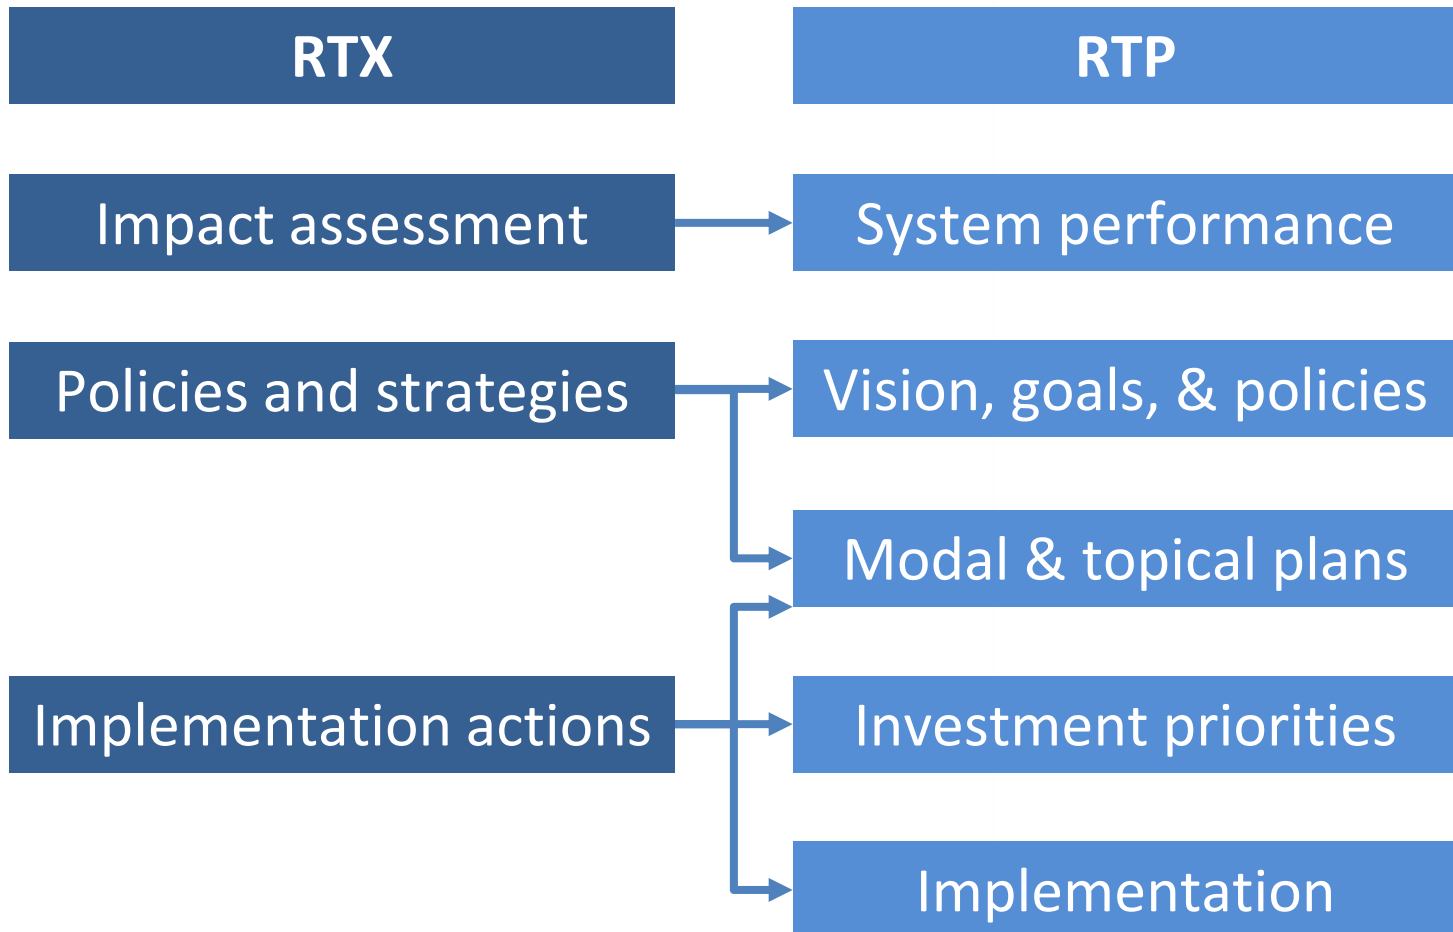 RTX
RTP
Impact assessment
System performance
Policies and strategies
Vision, goals, & policies
Modal & topical plans
Implementation actions
Investment priorities
Implementation